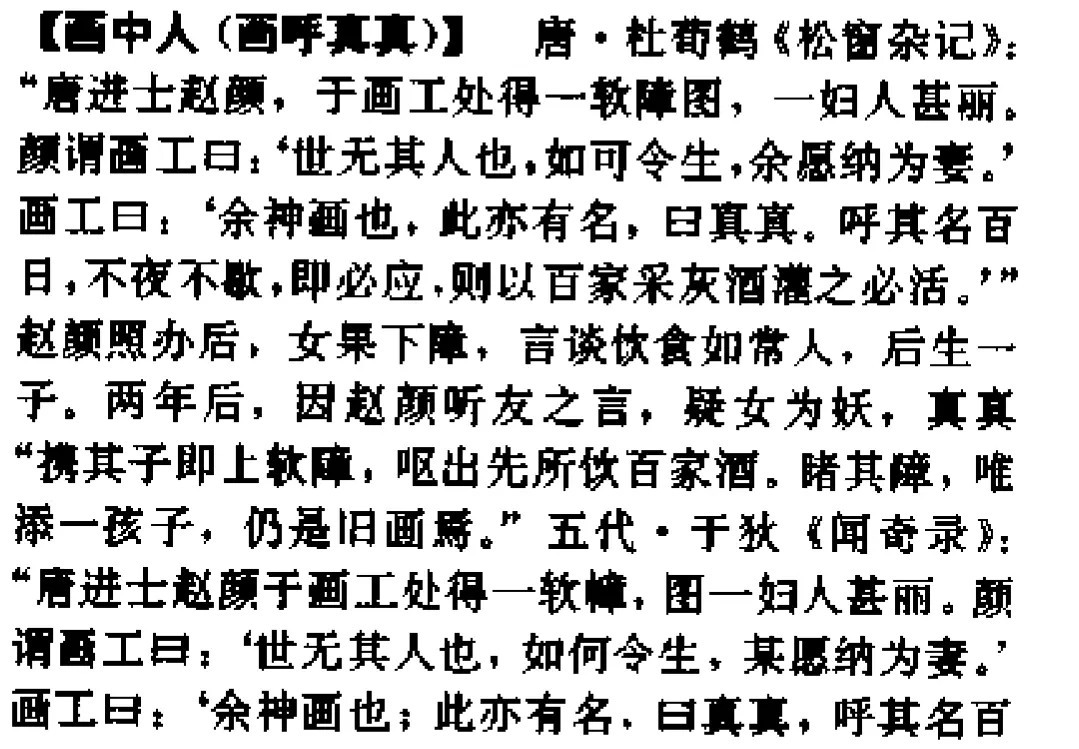 【画中人（画呼真真）】 唐·杜荀鹤《松窗杂记》：
“唐进士赵颜，于画工处得一软障图，一妇人甚丽。
颜谓画工曰：‘世无其人也，如可令生，余愿纳为妻。’
画工曰：‘余神画也，此亦有名，曰真真。呼其名百
日，不夜不歇，即必应，则以百家采灰酒灌之必活。’”
赵颜照办后，女果下障，言谈饮食如常人，后生一
子。两年后，因赵颜听友之言，疑女为妖，真真
“携其子即上软障，呕出先所饮百家酒。睹其障，唯
添一孩子，仍是旧画焉。”五代·于狄《闻奇录》：
“唐进士赵颜于画工处得一软幛，图一妇人甚丽。颜
谓画工曰：‘世无其人也，如何令生，某愿纳为妻。’
画工曰：‘余神画也；此亦有名，曰真真，呼其名百